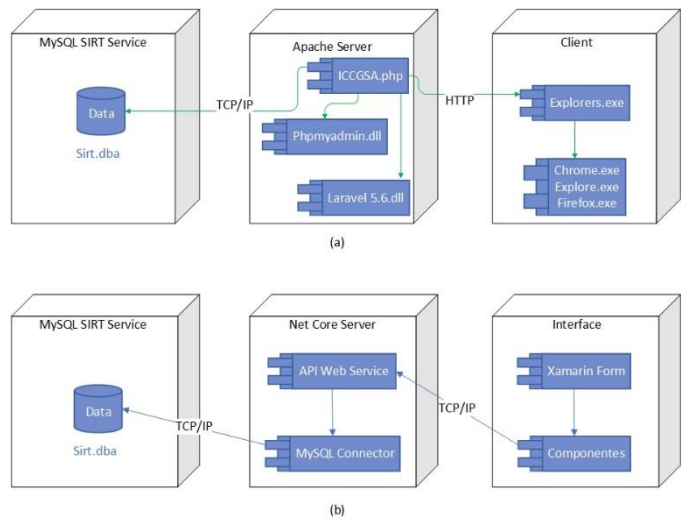 MySQL SIRT Service
Apache Server
Client
ICCGSA.php
TCP/IP
HTTP
Data
Explorers.exe
Sirt.dba
Phpmyadmin.dll
Chrome.exe
Explore.exe
Firefox.exe
Laravel 5.6.dll
(a)
MySQL SIRT Service
Net Core Server
Interface
API Web Service
Xamarin Form
Data
TCP/IP
TCP/IP
Sirt.dba
MySQL Connector
Componentes
(b)